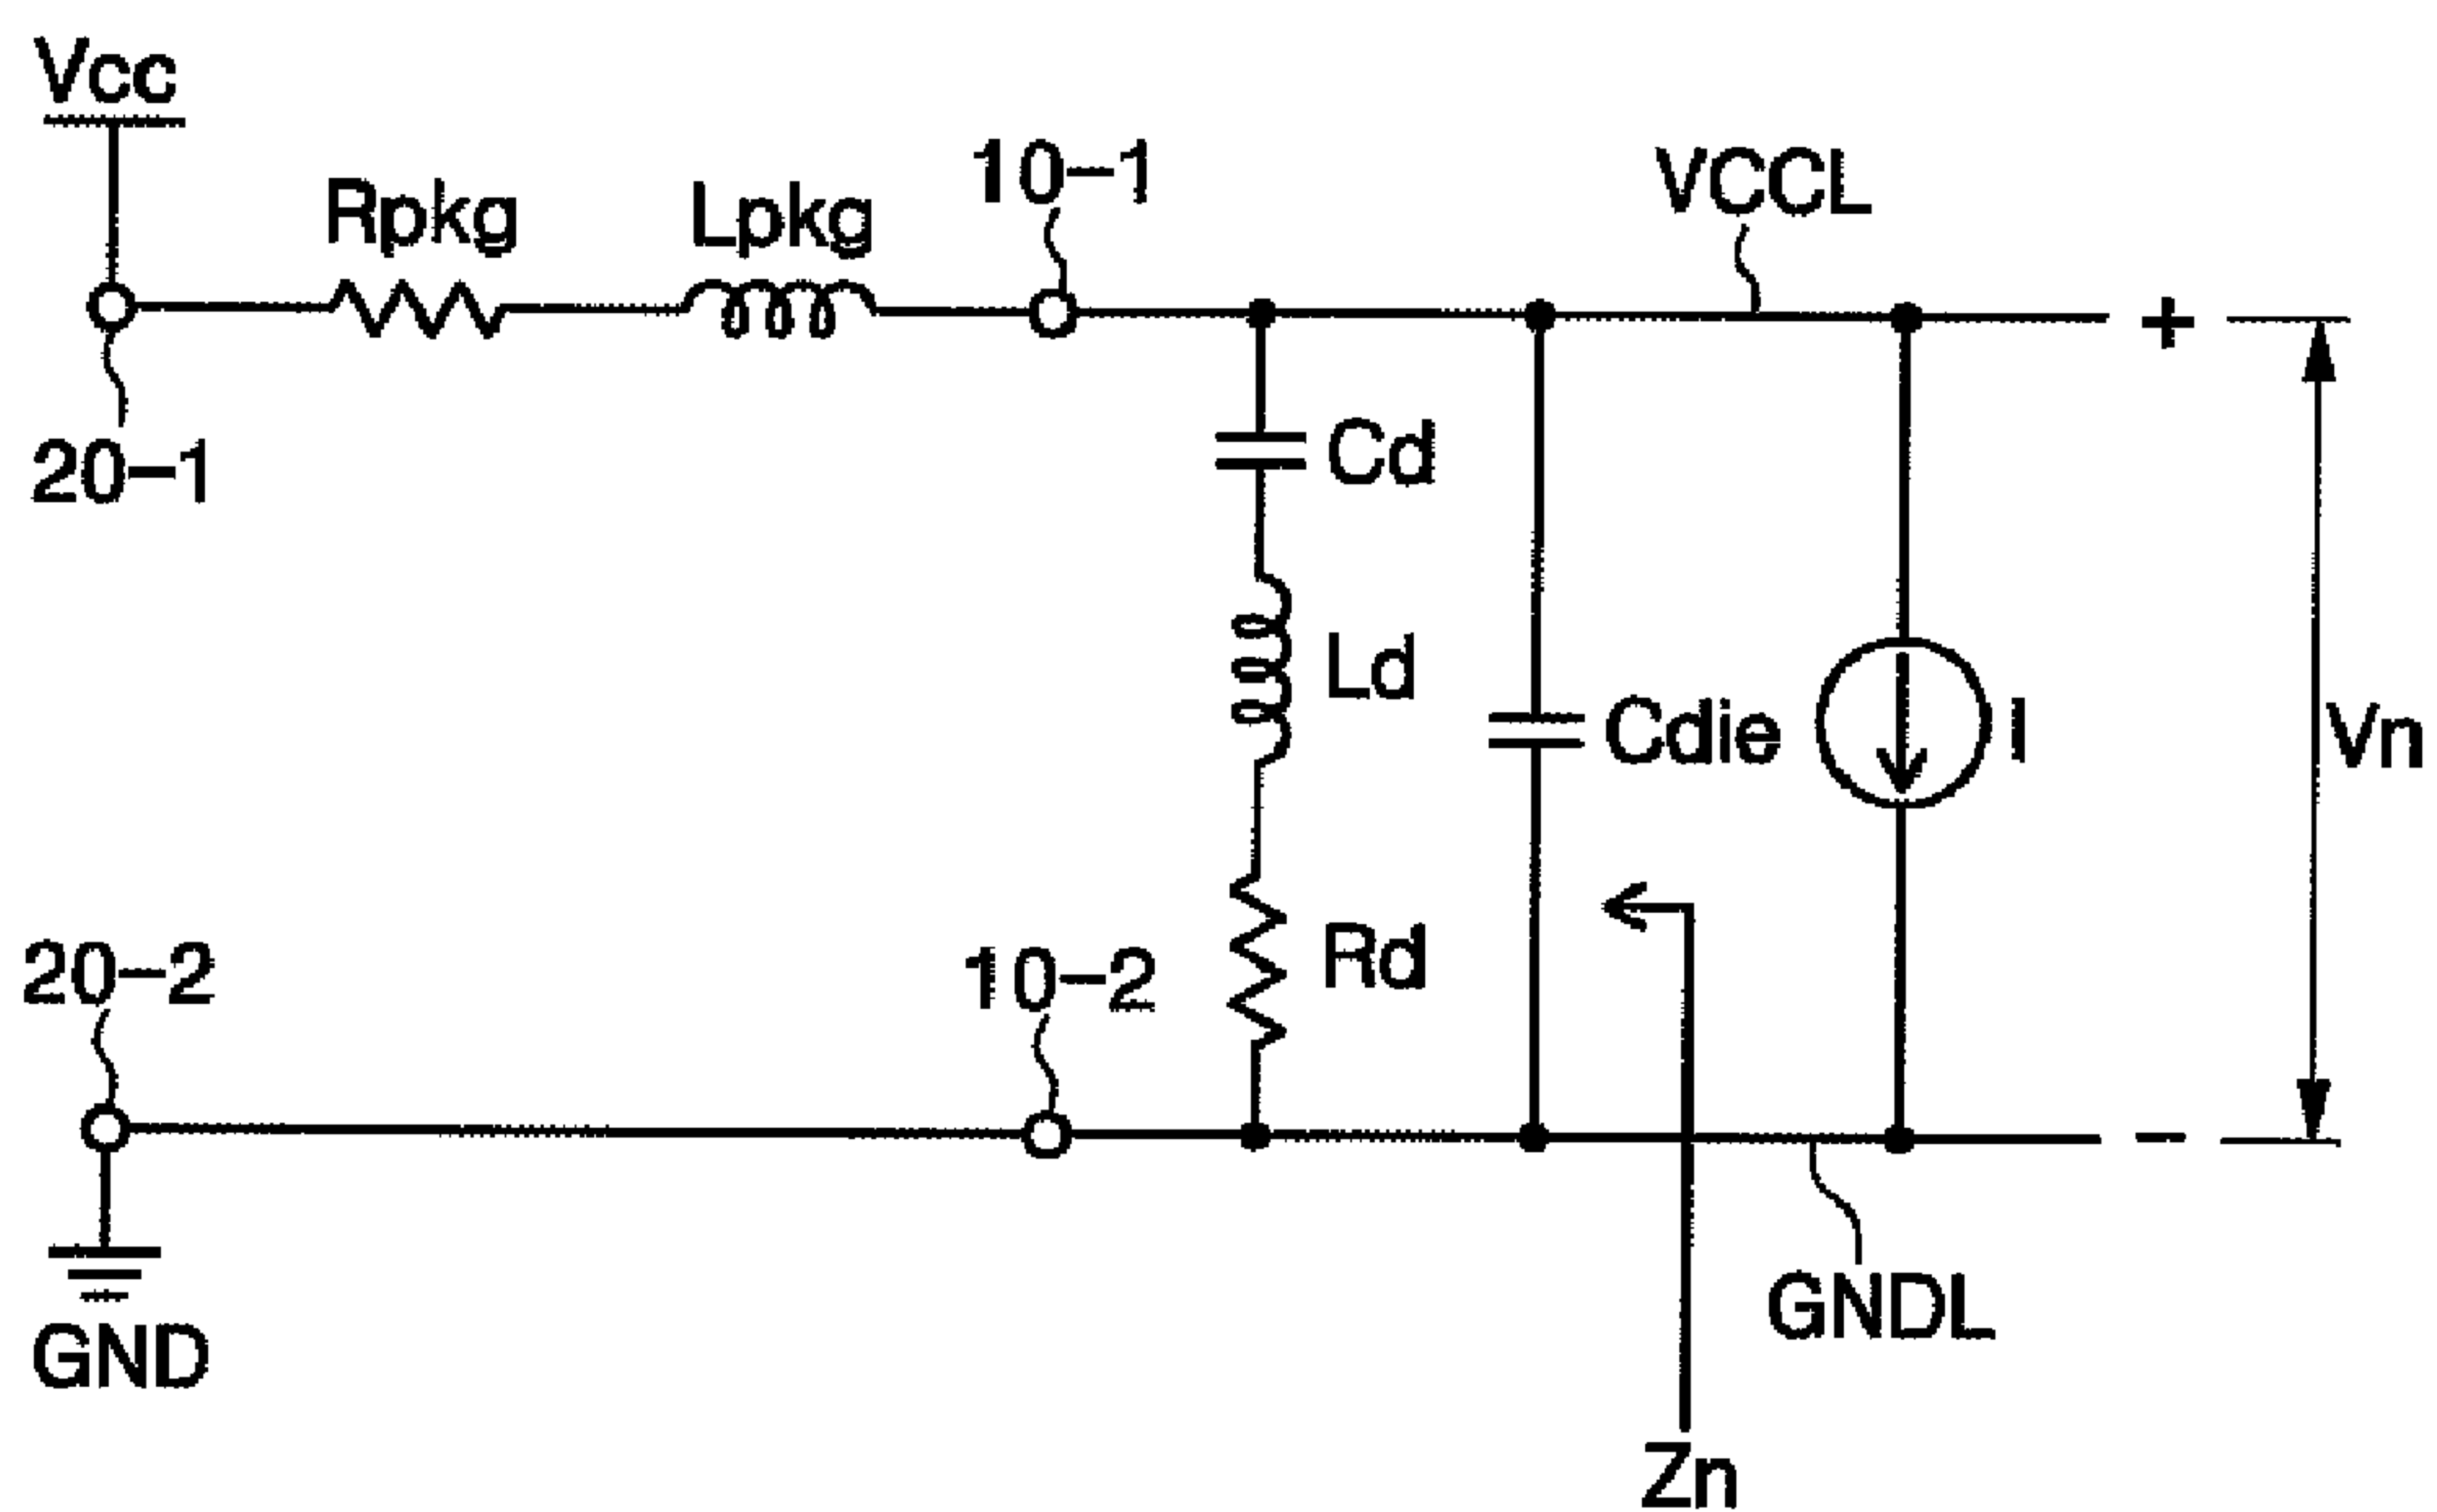 Vcc
Rpkg
Lpkg
10-1
VCCL
+
20-1
Cd
Ld
Cdie
I
Vn
Rd
20-2
10-2
-
GND
GNDL
Zn